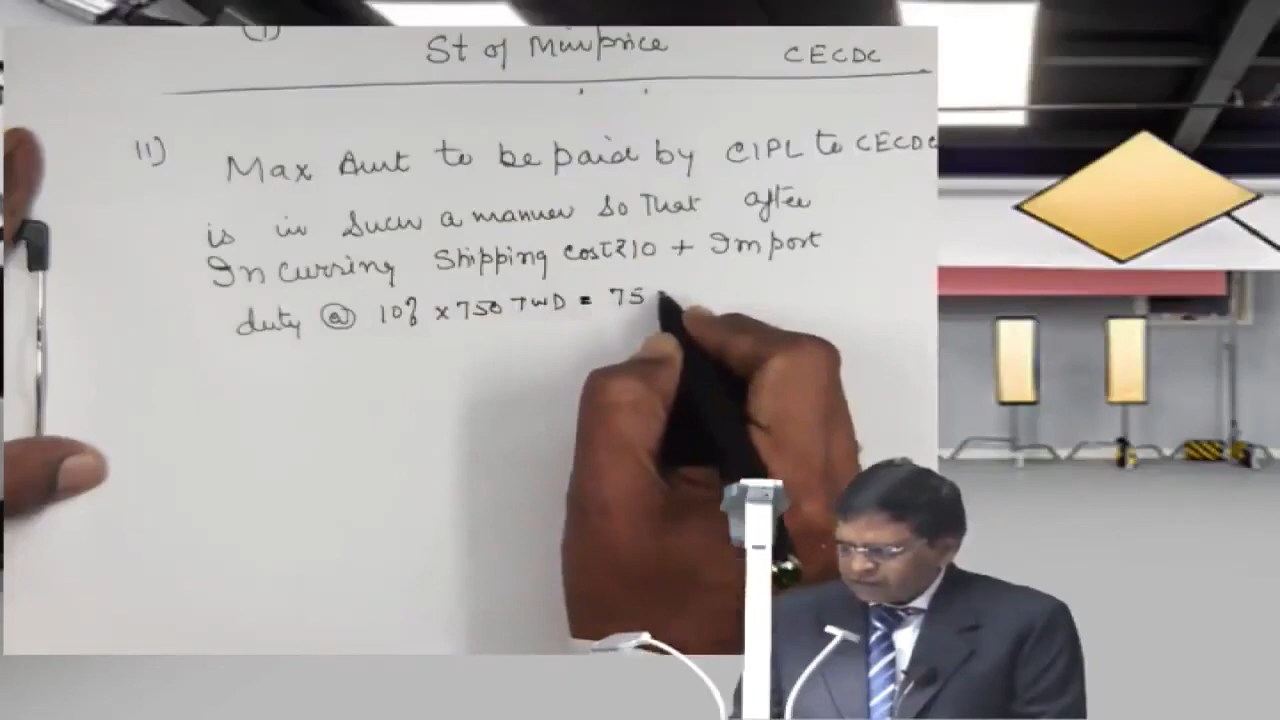 (I)
St of Min price CECDC
II) Max Amt to be paid by CIPL to CECDC
is in Such a manner So That after
Incurring Shipping cost ₹10 + Import
duty @ 10% x 750 TWD = 75